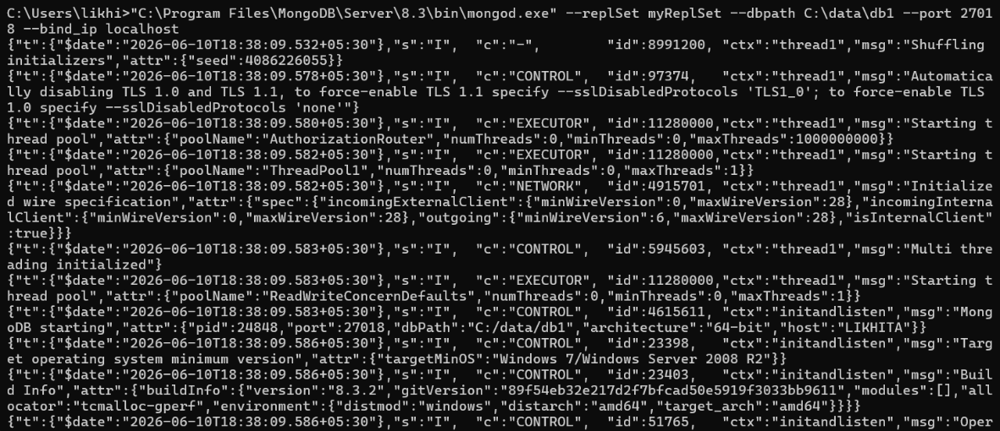 C:\Users\likhi>"C:\Program Files\MongoDB\Server\8.3\bin\mongod.exe" --replSet myReplSet --dbpath C:\data\db1 --port 2701
8 --bind_ip localhost
{"t":{"$date":"2026-06-10T18:38:09.532+05:30"},"s":"I",  "c":"-",        "id":8991200, "ctx":"thread1","msg":"Shuffling
initializers","attr":{"seed":4086226055}}
{"t":{"$date":"2026-06-10T18:38:09.578+05:30"},"s":"I",  "c":"CONTROL",  "id":97374,   "ctx":"thread1","msg":"Automatica
lly disabling TLS 1.0 and TLS 1.1, to force-enable TLS 1.1 specify --sslDisabledProtocols 'TLS1_0'; to force-enable TLS
1.0 specify --sslDisabledProtocols 'none'"}
{"t":{"$date":"2026-06-10T18:38:09.580+05:30"},"s":"I",  "c":"EXECUTOR", "id":11280000,"ctx":"thread1","msg":"Starting t
hread pool","attr":{"poolName":"AuthorizationRouter","numThreads":0,"minThreads":0,"maxThreads":1000000000}}
{"t":{"$date":"2026-06-10T18:38:09.582+05:30"},"s":"I",  "c":"EXECUTOR", "id":11280000,"ctx":"thread1","msg":"Starting t
hread pool","attr":{"poolName":"ThreadPool1","numThreads":0,"minThreads":0,"maxThreads":1}}
{"t":{"$date":"2026-06-10T18:38:09.582+05:30"},"s":"I",  "c":"NETWORK",  "id":4915701, "ctx":"thread1","msg":"Initialize
d wire specification","attr":{"spec":{"incomingExternalClient":{"minWireVersion":0,"maxWireVersion":28},"incomingInterna
lClient":{"minWireVersion":0,"maxWireVersion":28},"outgoing":{"minWireVersion":6,"maxWireVersion":28},"isInternalClient"
:true}}}
{"t":{"$date":"2026-06-10T18:38:09.583+05:30"},"s":"I",  "c":"CONTROL",  "id":5945603, "ctx":"thread1","msg":"Multi thre
ading initialized"}
{"t":{"$date":"2026-06-10T18:38:09.583+05:30"},"s":"I",  "c":"EXECUTOR", "id":11280000,"ctx":"thread1","msg":"Starting t
hread pool","attr":{"poolName":"ReadWriteConcernDefaults","numThreads":0,"minThreads":0,"maxThreads":1}}
{"t":{"$date":"2026-06-10T18:38:09.583+05:30"},"s":"I",  "c":"CONTROL",  "id":4615611, "ctx":"initandlisten","msg":"Mong
oDB starting","attr":{"pid":24848,"port":27018,"dbPath":"C:/data/db1","architecture":"64-bit","host":"LIKHITA"}}
{"t":{"$date":"2026-06-10T18:38:09.586+05:30"},"s":"I",  "c":"CONTROL",  "id":23398,   "ctx":"initandlisten","msg":"Targ
et operating system minimum version","attr":{"targetMinOS":"Windows 7/Windows Server 2008 R2"}}
{"t":{"$date":"2026-06-10T18:38:09.586+05:30"},"s":"I",  "c":"CONTROL",  "id":23403,   "ctx":"initandlisten","msg":"Buil
d Info","attr":{"buildInfo":{"version":"8.3.2","gitVersion":"89f54eb32e217d2f7bfcad50e5919f3033bb9611","modules":[],"all
ocator":"tcmalloc-gperf","environment":{"distmod":"windows","distarch":"amd64","target_arch":"amd64"}}}}
{"t":{"$date":"2026-06-10T18:38:09.586+05:30"},"s":"I",  "c":"CONTROL",  "id":51765,   "ctx":"initandlisten","msg":"Oper